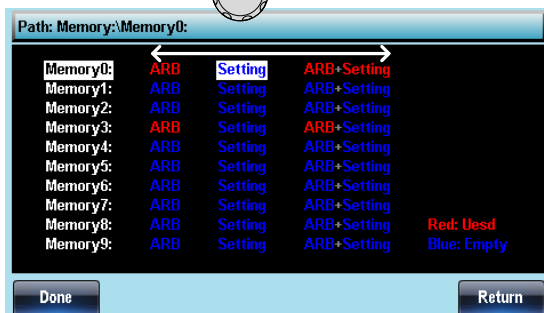 Path: Memory:\Memory0:
Memory0: ARB Setting ARB+Setting
Memory1: ARB Setting ARB+Setting
Memory2: ARB Setting ARB+Setting
Memory3: ARB Setting ARB+Setting
Memory4: ARB Setting ARB+Setting
Memory5: ARB Setting ARB+Setting
Memory6: ARB Setting ARB+Setting
Memory7: ARB Setting ARB+Setting
Memory8: ARB Setting ARB+Setting Red: Uesd
Memory9: ARB Setting ARB+Setting Blue: Empty
Done Return